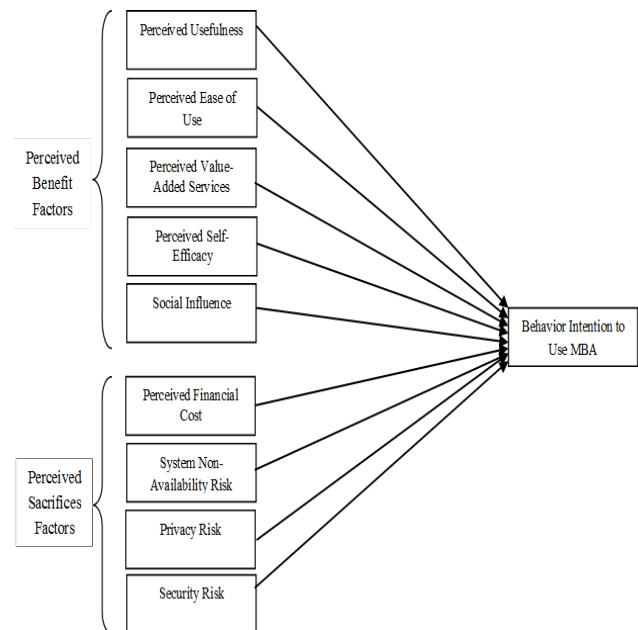 Perceived
Benefit
Factors
Perceived Usefulness
Perceived Ease of
Use
Perceived Value-
Added Services
Perceived Self-
Efficacy
Social Influence
Perceived
Sacrifices
Factors
Perceived Financial
Cost
System Non-
Availability Risk
Privacy Risk
Security Risk
Behavior Intention to
Use MBA